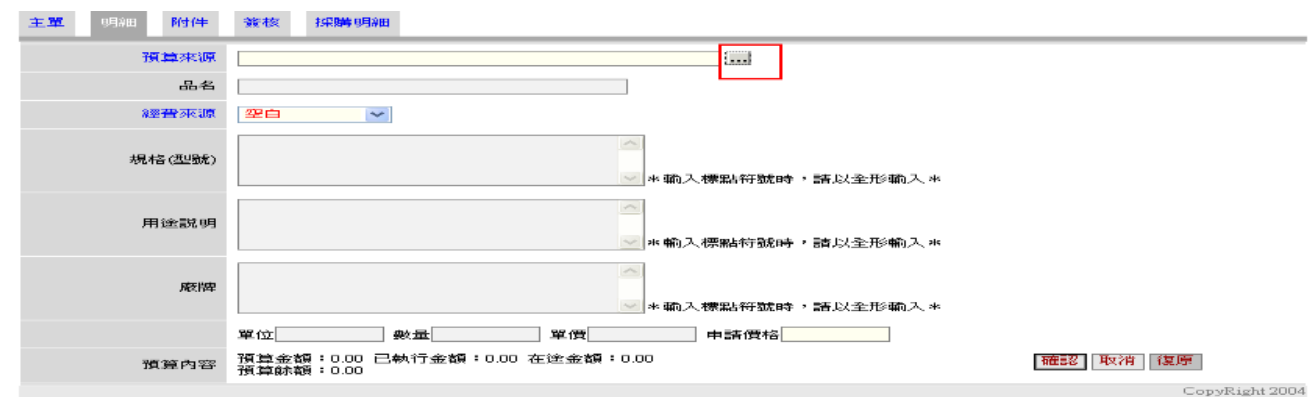 主單 明細 附件 簽核 採購明細
預算來源 ...
品名
經費來源 空白
規格(型號) *輸入標點符號時，請以全形輸入*
用途說明 *輸入標點符號時，請以全形輸入*
廠牌 *輸入標點符號時，請以全形輸入*
單位 數量 單價 申請價格
預算內容 預算金額：0.00 已執行金額：0.00 在途金額：0.00
預算餘額：0.00
確認 取消 復原
CopyRight 2004